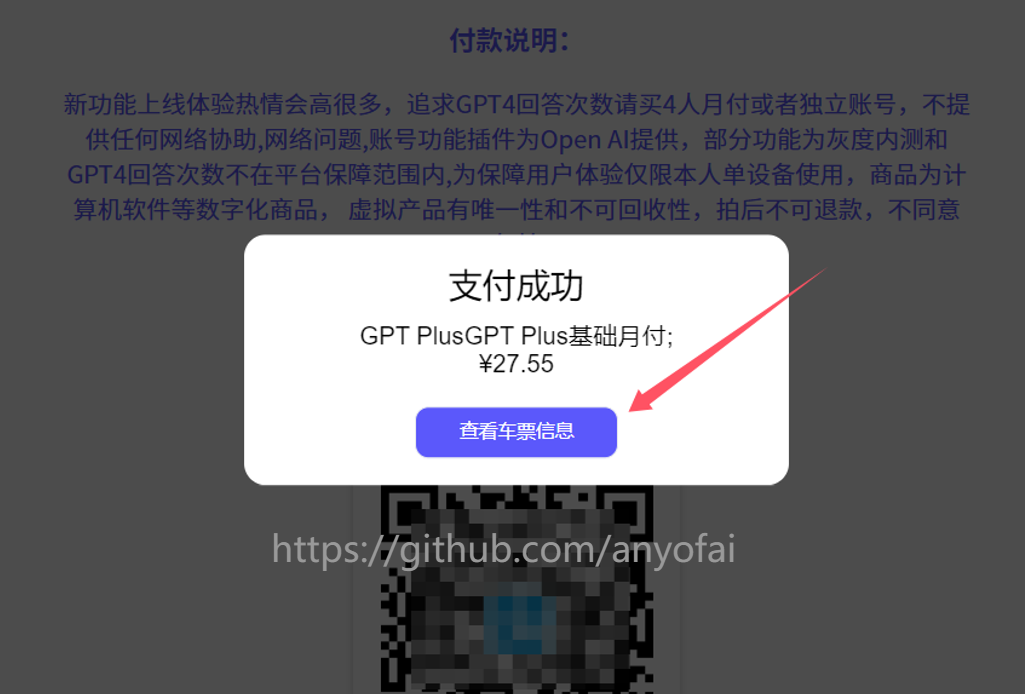 付款说明：
新功能上线体验热情会高很多，追求GPT4回答次数请买4人月付或者独立账号，不提
供任何网络协助,网络问题,账号功能插件为Open AI提供，部分功能为灰度内测和
GPT4回答次数不在平台保障范围内,为保障用户体验仅限本人单设备使用，商品为计
算机软件等数字化商品， 虚拟产品有唯一性和不可回收性，拍后不可退款，不同意
支付成功
GPT PlusGPT Plus基础月付;
¥27.55
查看车票信息
https://github.com/anyofai